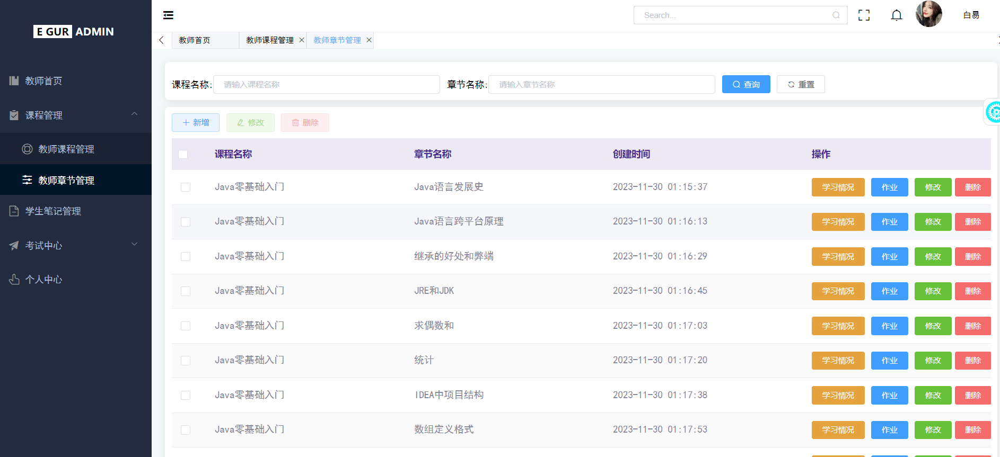 E GUR ADMIN
Search...
白易
教师首页
教师课程管理
教师章节管理
教师首页
课程管理
教师课程管理
教师章节管理
学生笔记管理
考试中心
个人中心
课程名称: 请输入课程名称 章节名称: 请输入章节名称 查询 重置
新增 修改 删除
课程名称 章节名称 创建时间 操作
Java零基础入门 Java语言发展史 2023-11-30 01:15:37 学习情况 作业 修改 删除
Java零基础入门 Java语言跨平台原理 2023-11-30 01:16:13 学习情况 作业 修改 删除
Java零基础入门 继承的好处和弊端 2023-11-30 01:16:29 学习情况 作业 修改 删除
Java零基础入门 JRE和JDK 2023-11-30 01:16:45 学习情况 作业 修改 删除
Java零基础入门 求偶数和 2023-11-30 01:17:03 学习情况 作业 修改 删除
Java零基础入门 统计 2023-11-30 01:17:20 学习情况 作业 修改 删除
Java零基础入门 IDEA中项目结构 2023-11-30 01:17:38 学习情况 作业 修改 删除
Java零基础入门 数组定义格式 2023-11-30 01:17:53 学习情况 作业 修改 删除